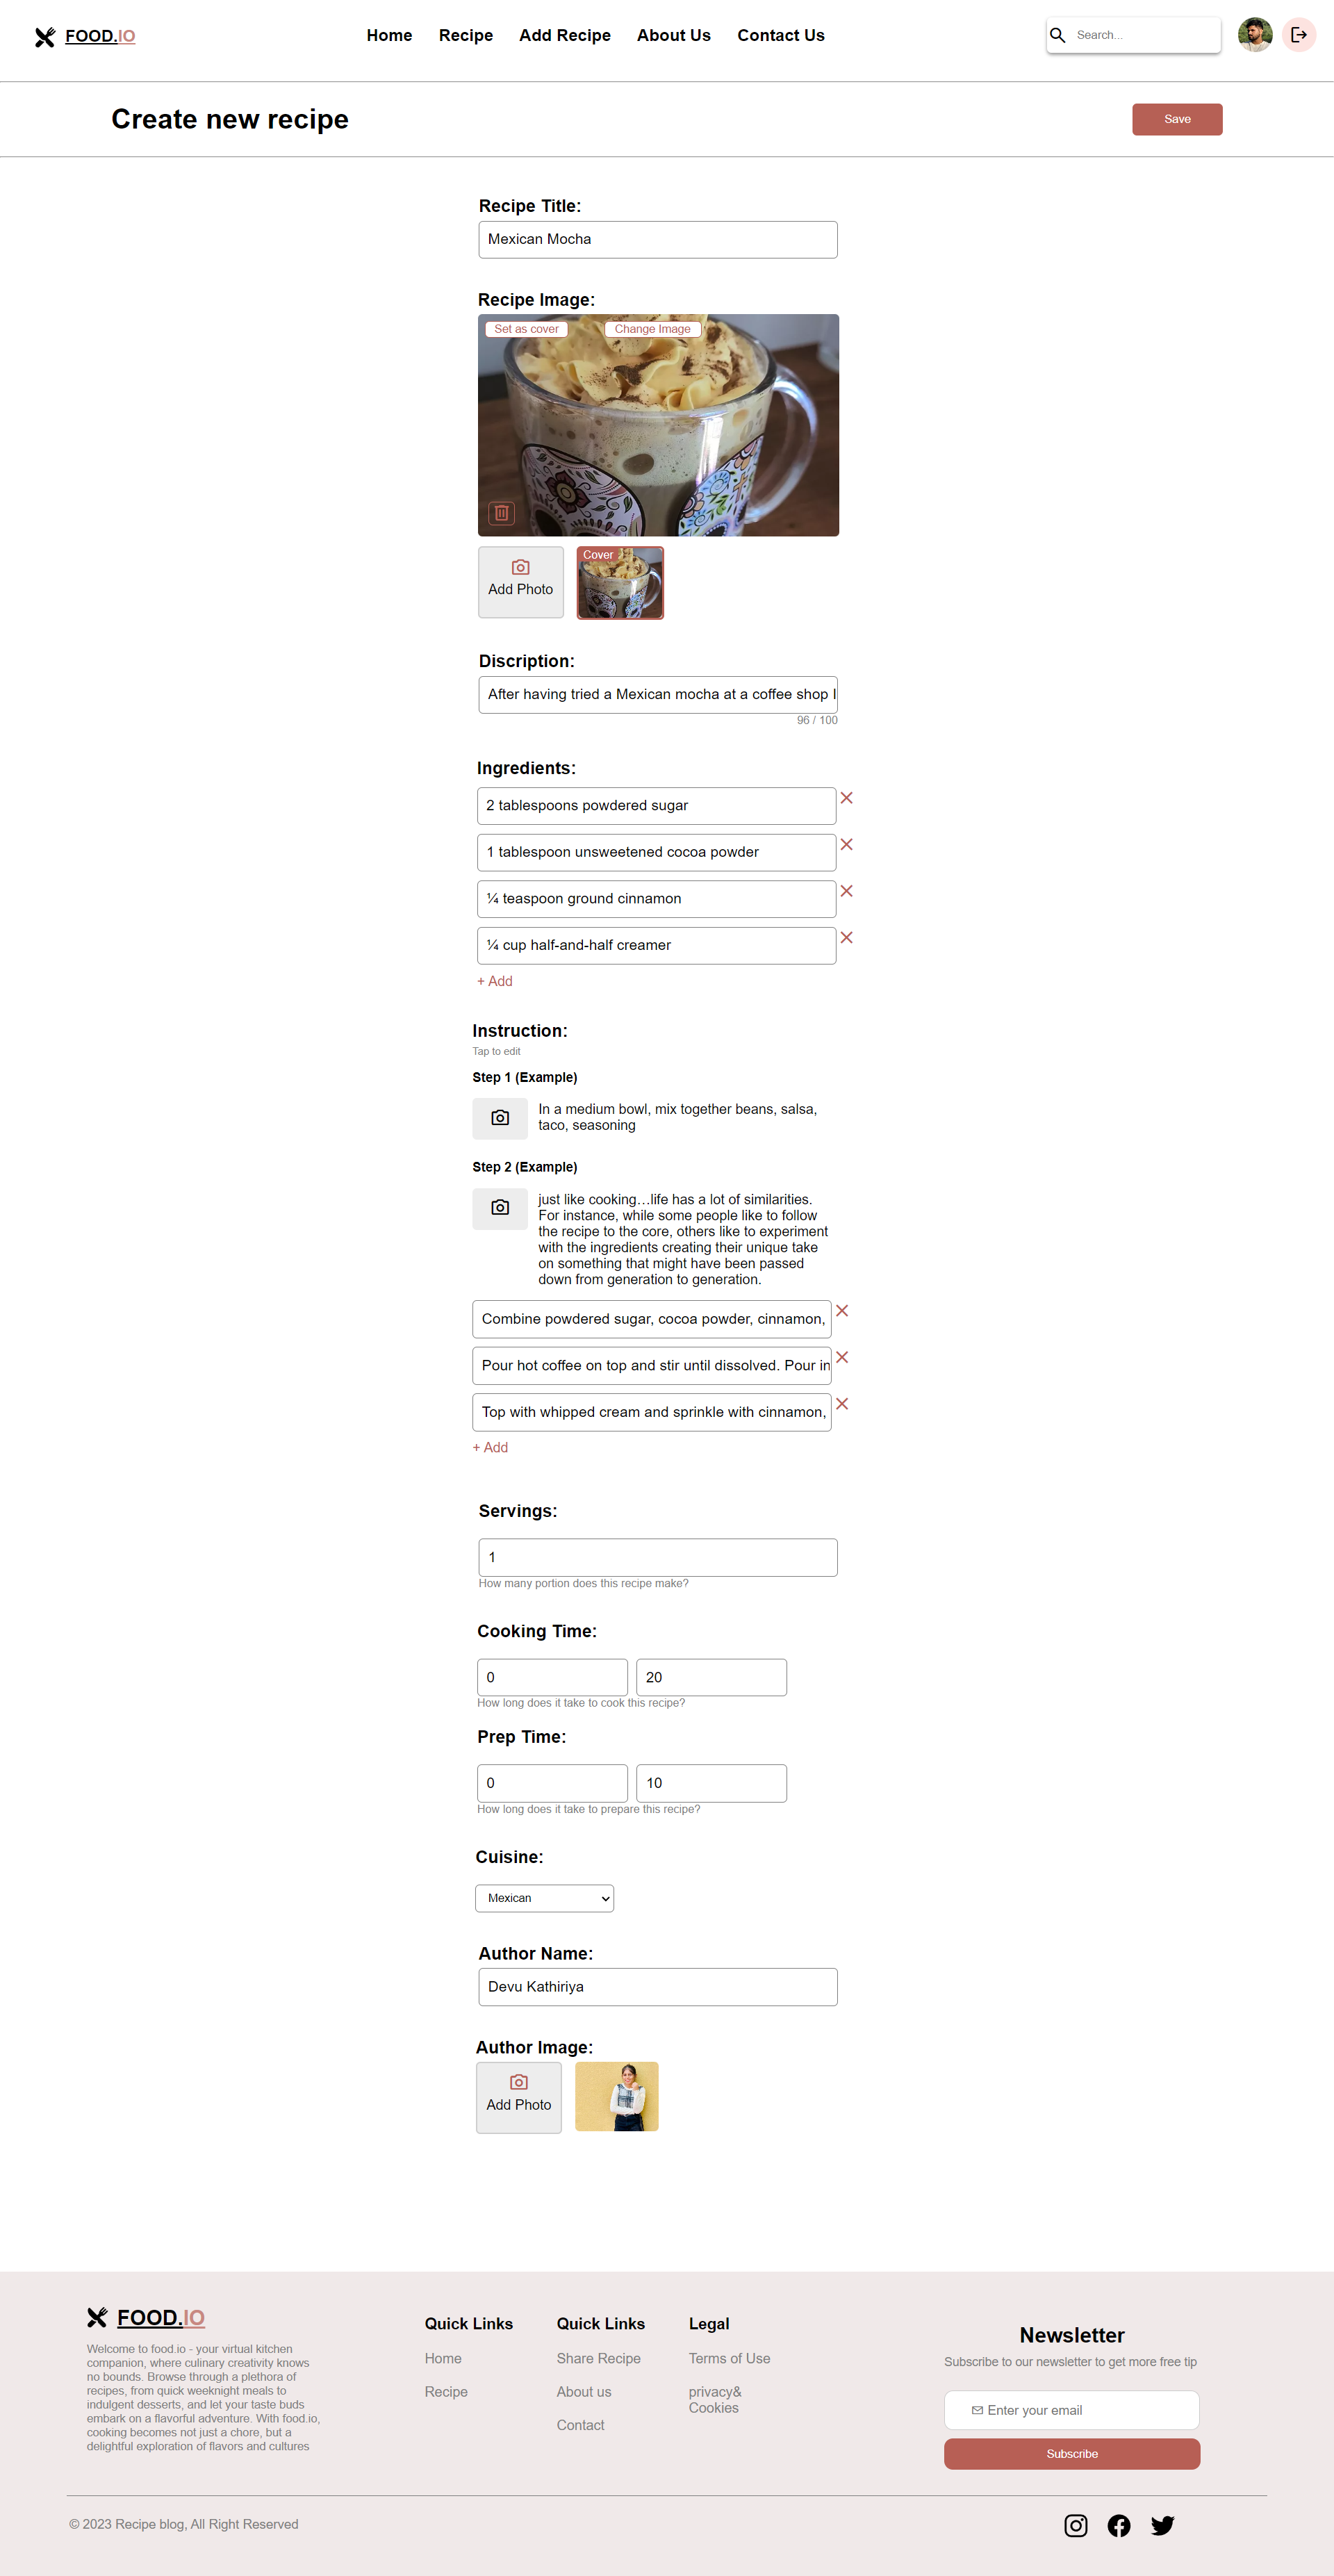 FOOD.IO
Home Recipe Add Recipe About Us Contact Us
Search...
Create new recipe
Save
Recipe Title:
Mexican Mocha
Recipe Image:
Set as cover
Change Image
Add Photo
Cover
Discription:
After having tried a Mexican mocha at a coffee shop I
96 / 100
Ingredients:
2 tablespoons powdered sugar
1 tablespoon unsweetened cocoa powder
¼ teaspoon ground cinnamon
¼ cup half-and-half creamer
+ Add
Instruction:
Tap to edit
Step 1 (Example)
In a medium bowl, mix together beans, salsa,
taco, seasoning
Step 2 (Example)
just like cooking…life has a lot of similarities.
For instance, while some people like to follow
the recipe to the core, others like to experiment
with the ingredients creating their unique take
on something that might have been passed
down from generation to generation.
Combine powdered sugar, cocoa powder, cinnamon,
Pour hot coffee on top and stir until dissolved. Pour in
Top with whipped cream and sprinkle with cinnamon,
+ Add
Servings:
1
How many portion does this recipe make?
Cooking Time:
0
20
How long does it take to cook this recipe?
Prep Time:
0
10
How long does it take to prepare this recipe?
Cuisine:
Mexican
Author Name:
Devu Kathiriya
Author Image:
Add Photo
FOOD.IO
Welcome to food.io - your virtual kitchen
companion, where culinary creativity knows
no bounds. Browse through a plethora of
recipes, from quick weeknight meals to
indulgent desserts, and let your taste buds
embark on a flavorful adventure. With food.io,
cooking becomes not just a chore, but a
delightful exploration of flavors and cultures
Quick Links
Home
Recipe
Quick Links
Share Recipe
About us
Contact
Legal
Terms of Use
privacy&
Cookies
Newsletter
Subscribe to our newsletter to get more free tip
Enter your email
Subscribe
© 2023 Recipe blog, All Right Reserved